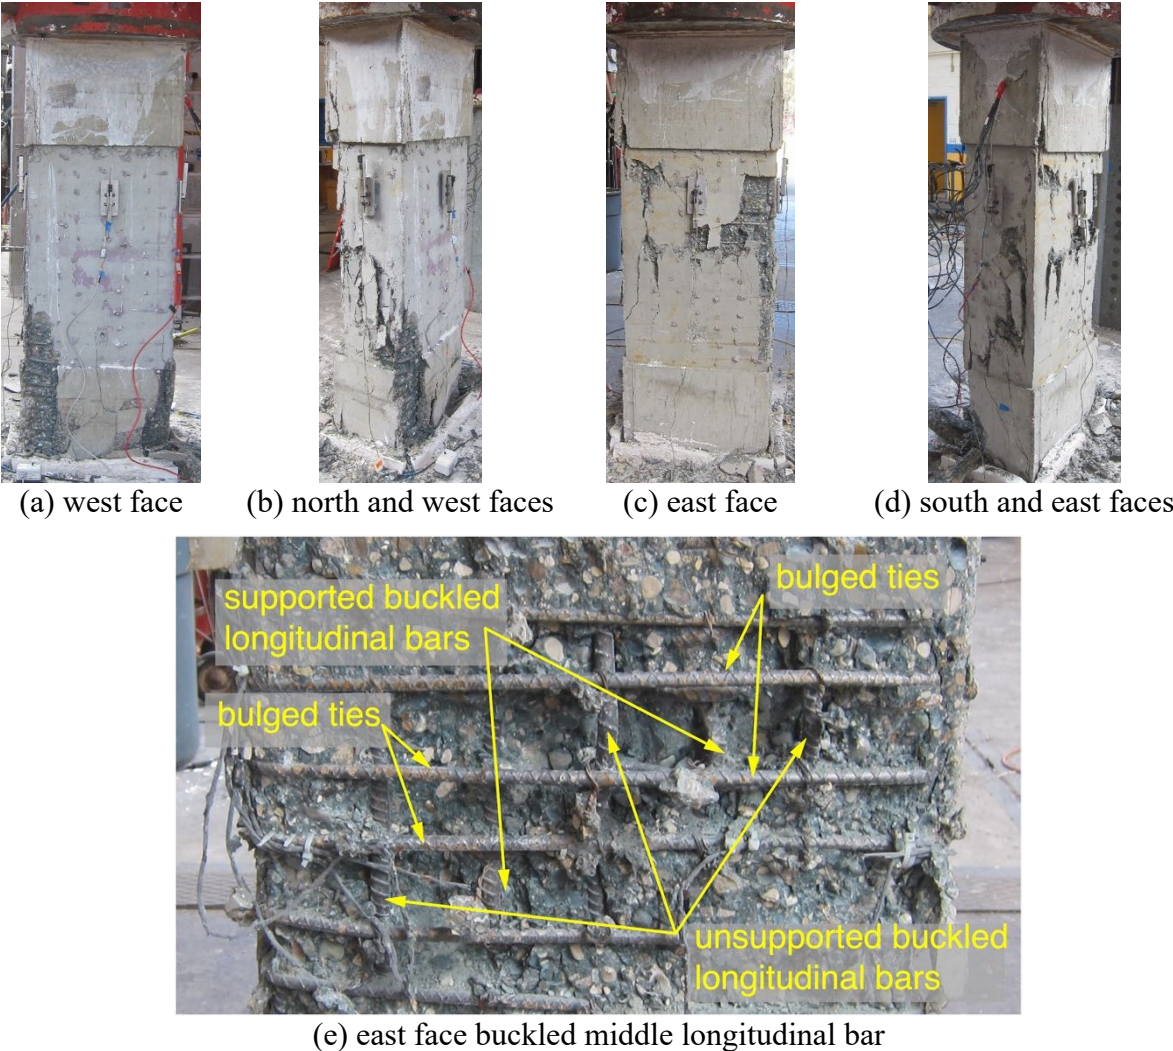 (a) west face
(b) north and west faces
(c) east face
(d) south and east faces
supported buckled
longitudinal bars
bulged ties
bulged ties
unsupported buckled
longitudinal bars
(e) east face buckled middle longitudinal bar